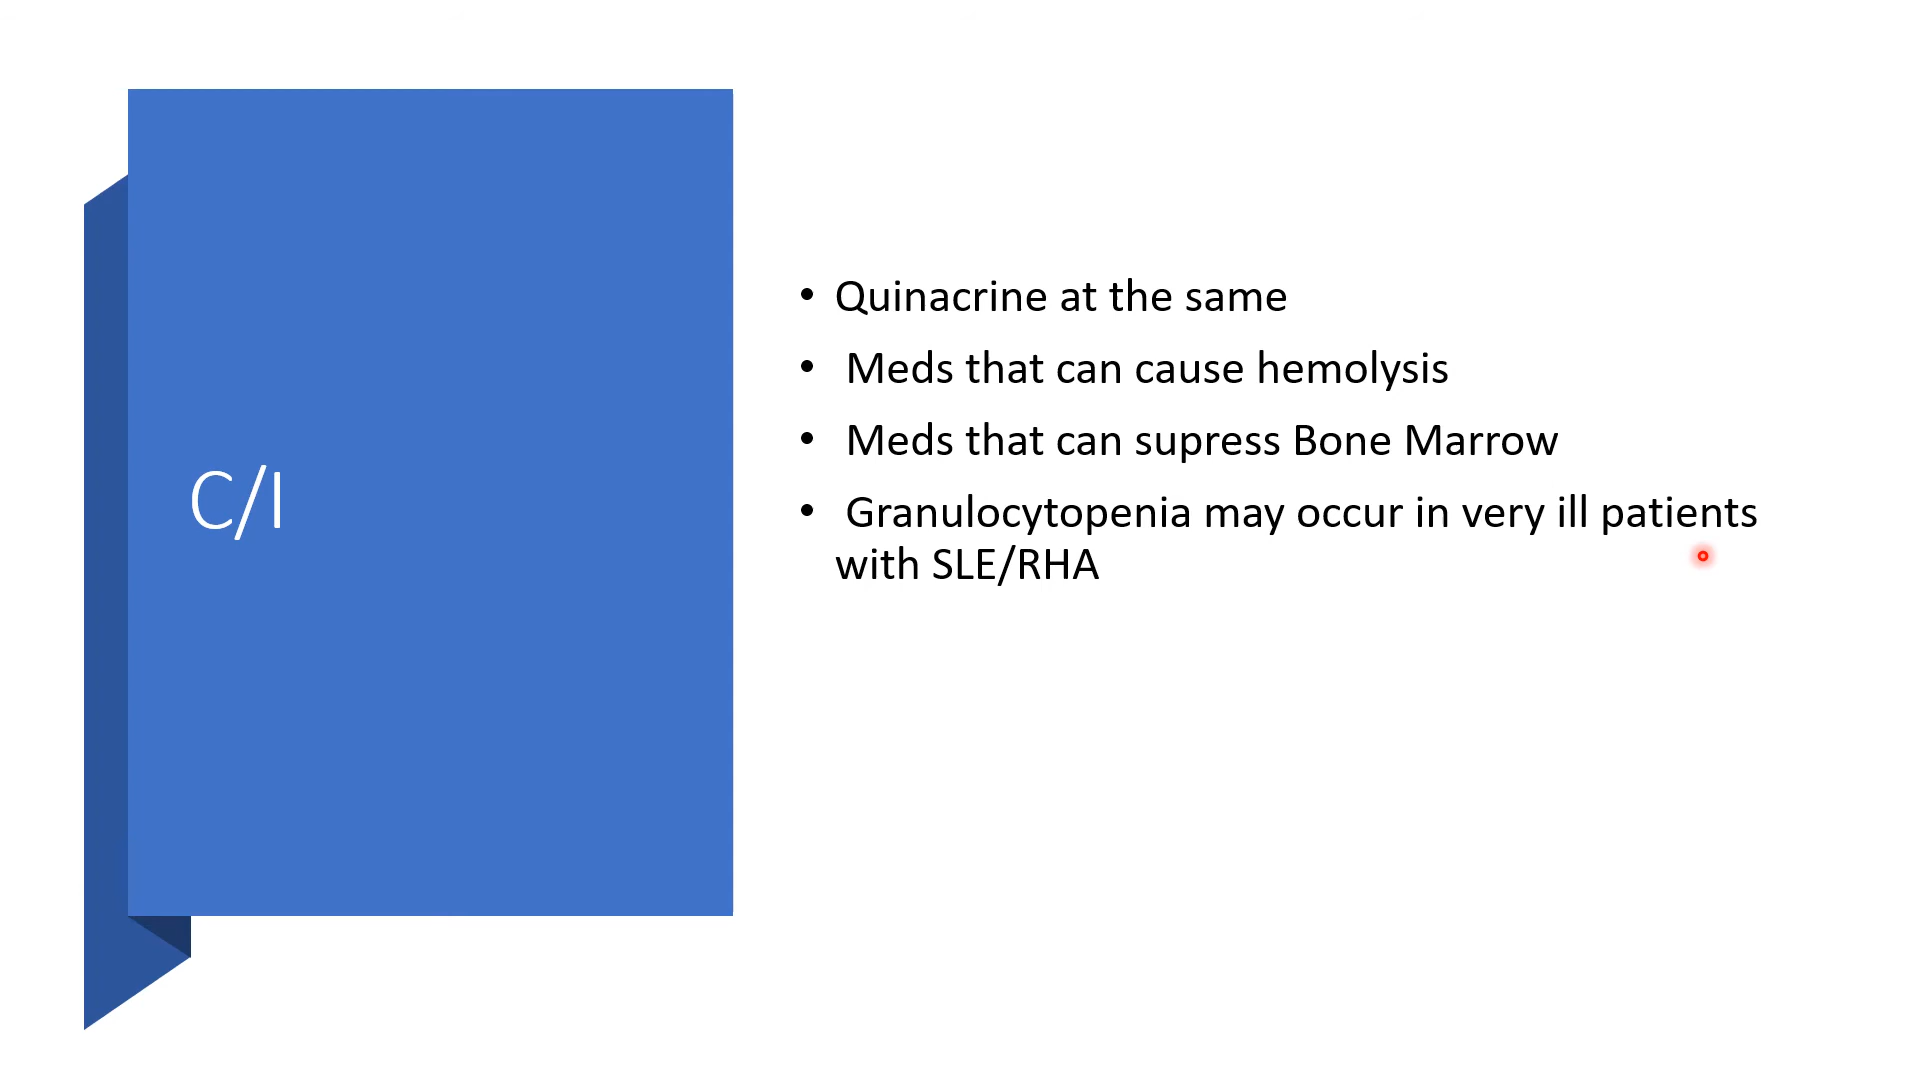 C/I
• Quinacrine at the same
• Meds that can cause hemolysis
• Meds that can supress Bone Marrow
• Granulocytopenia may occur in very ill patients
with SLE/RHA